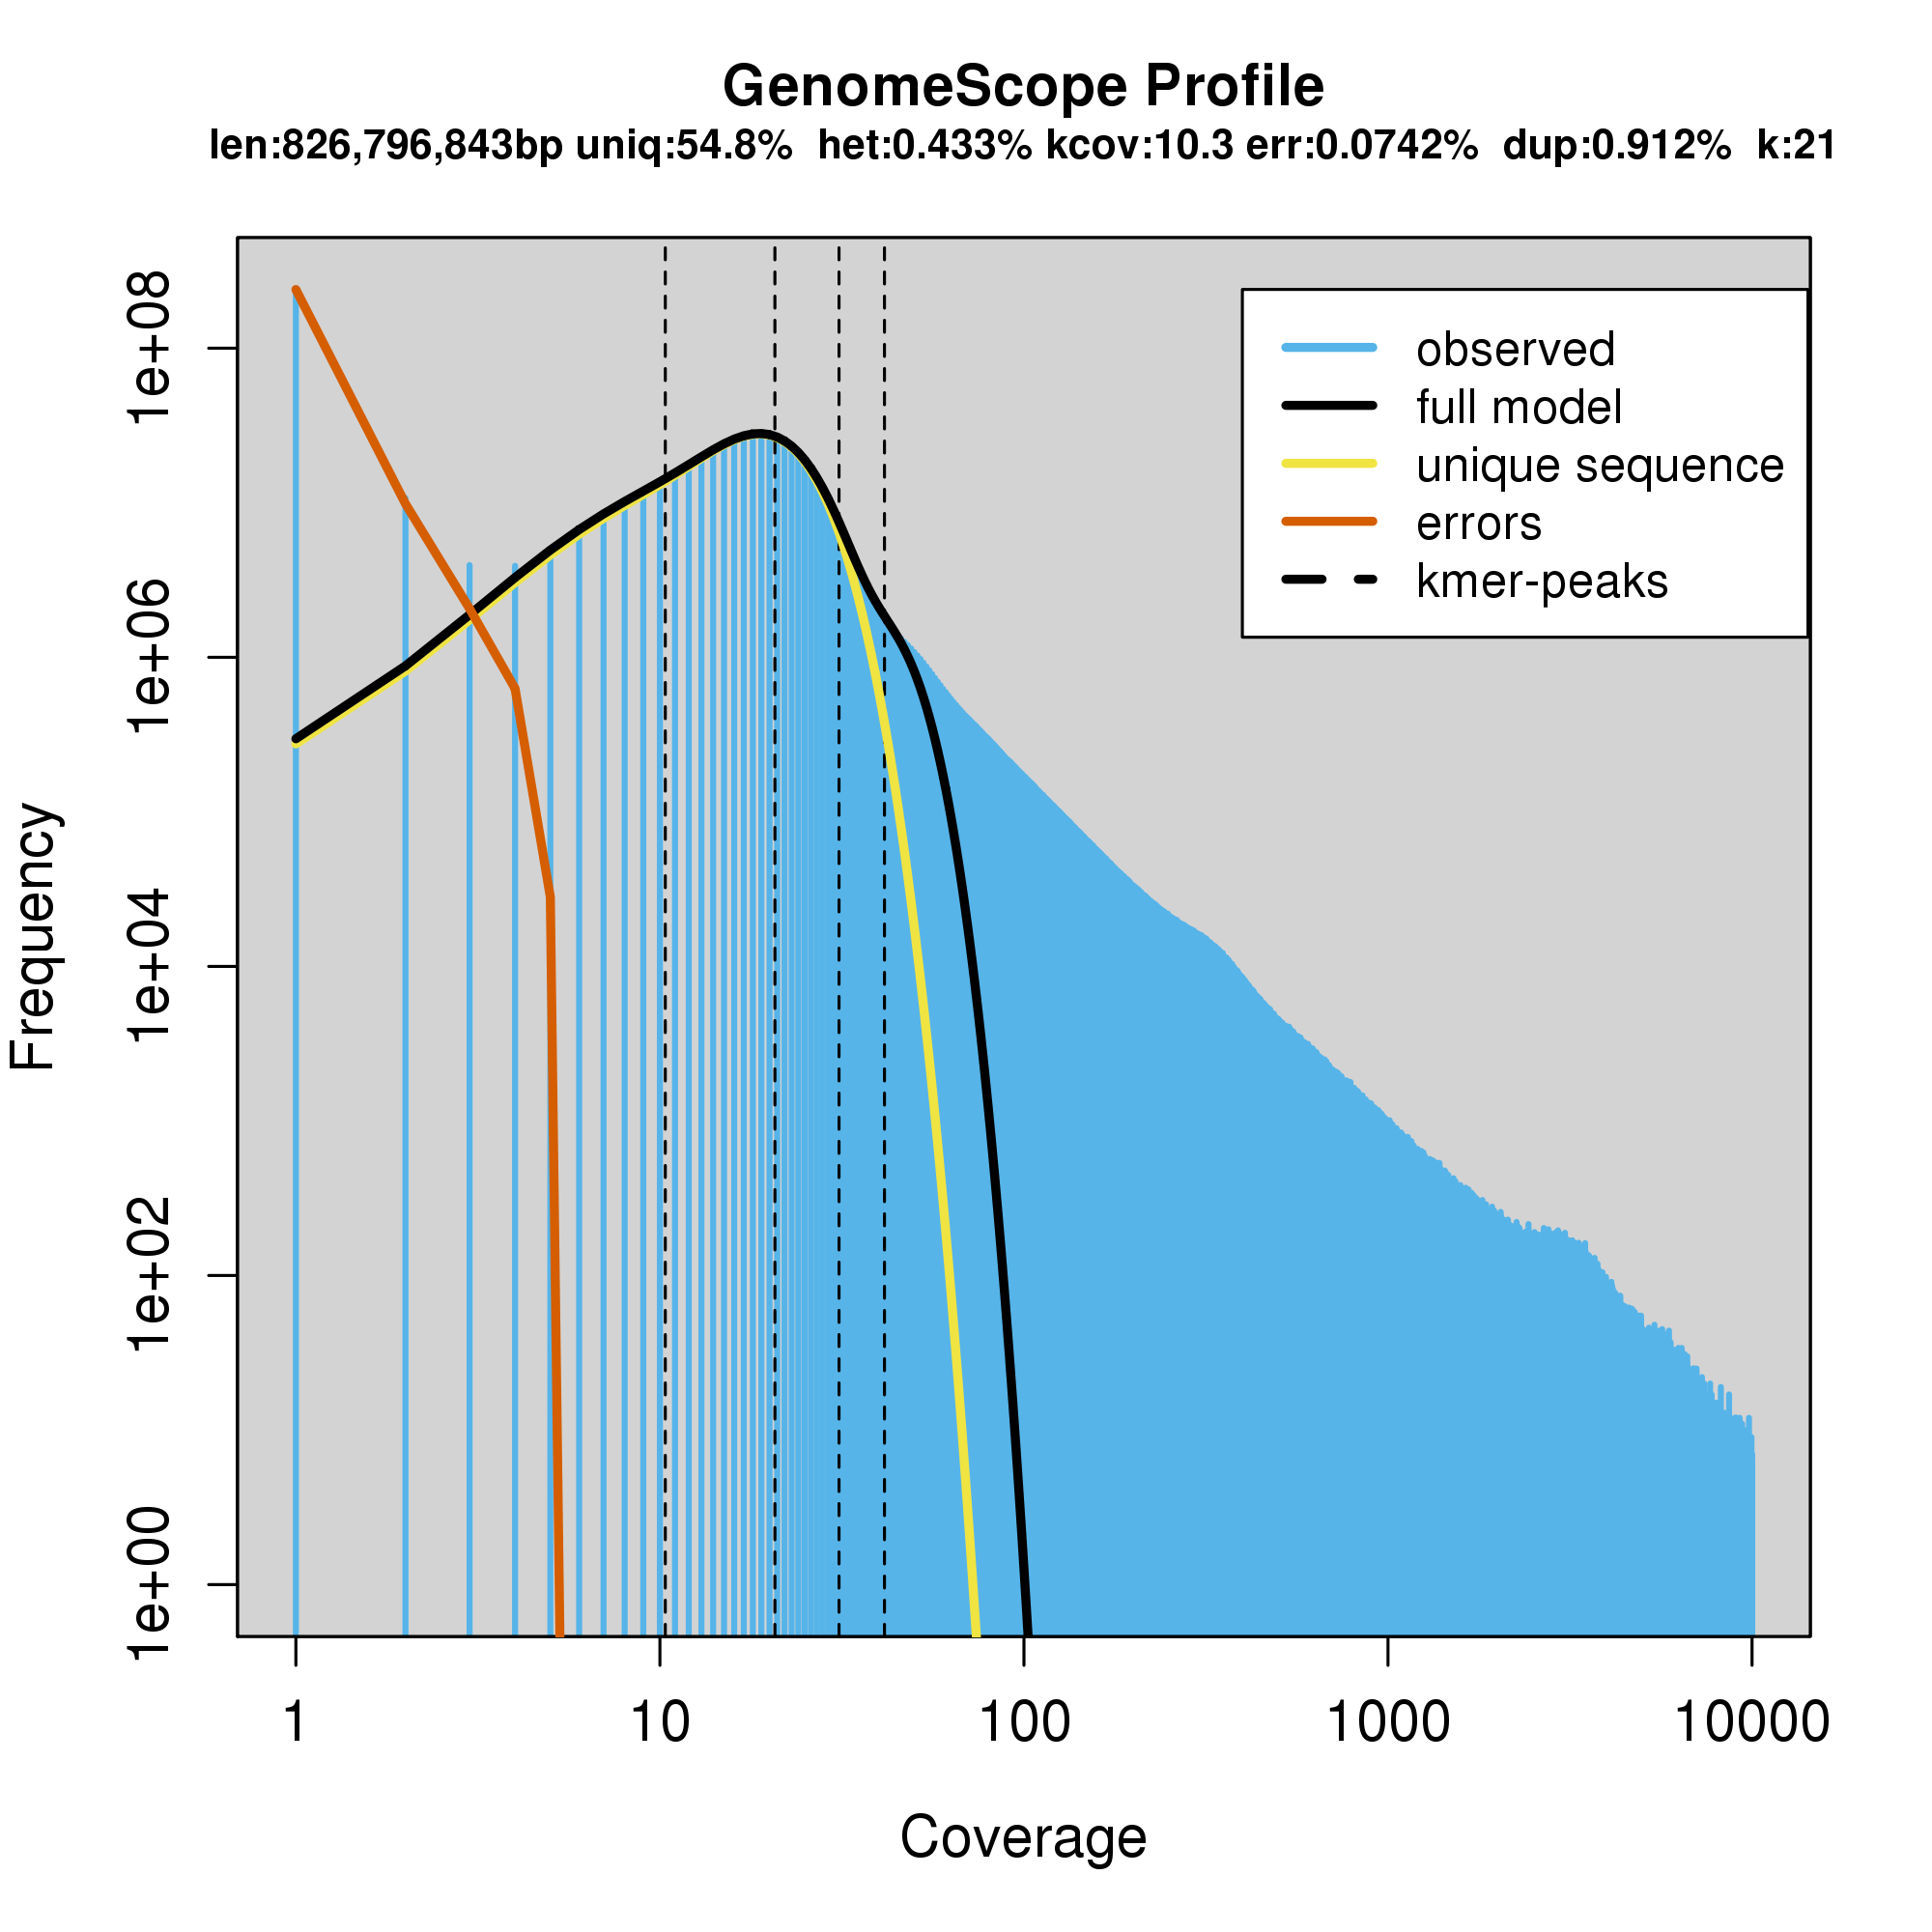 GenomeScope Profile
len:826,796,843bp uniq:54.8% het:0.433% kcov:10.3 err:0.0742% dup:0.912% k:21
observed
full model
unique sequence
errors
kmer-peaks
Frequency
1e+08
1e+06
1e+04
1e+02
1e+00
1 10 100 1000 10000
Coverage